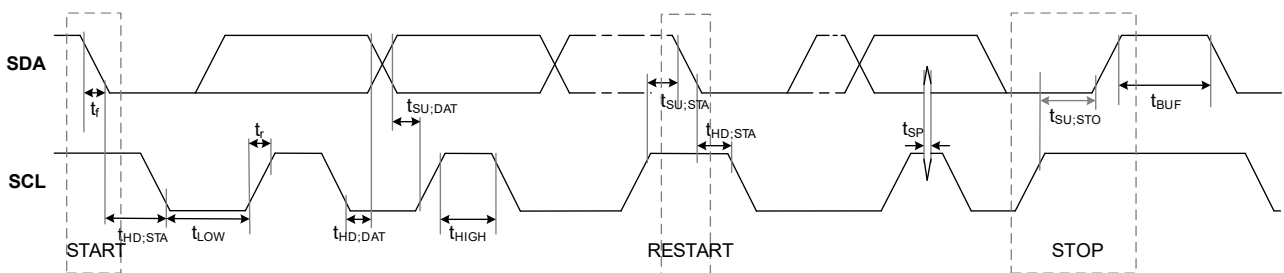 SDA
t_f
t_SU;DAT
t_SU;STA
t_BUF
t_SU;STO
t_r
t_HD;STA
t_SP
SCL
t_HD;STA
t_LOW
t_HD;DAT
t_HIGH
START
RESTART
STOP